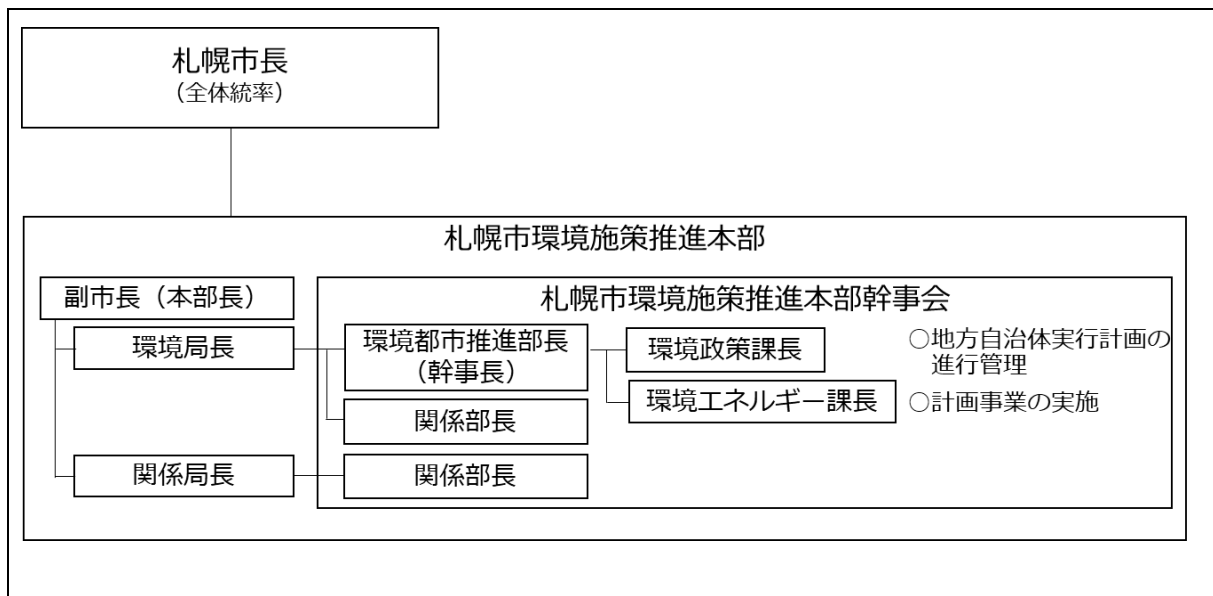 札幌市長
（全体統率）
札幌市環境施策推進本部
副市長（本部長）
札幌市環境施策推進本部幹事会
環境局長
環境都市推進部長
（幹事長）
環境政策課長
○地方自治体実行計画の
進行管理
環境エネルギー課長
○計画事業の実施
関係部長
関係局長
関係部長